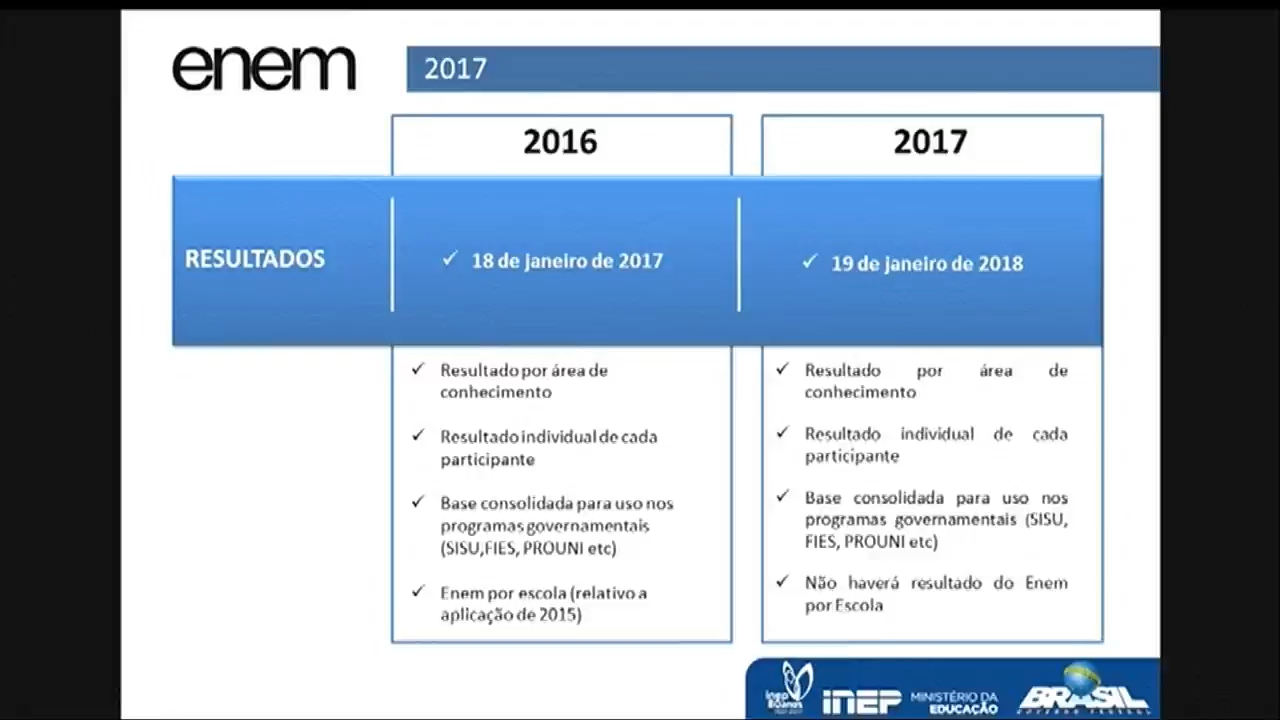 enem
2017
2016
2017
RESULTADOS
✓ 18 de janeiro de 2017
✓ 19 de janeiro de 2018
✓ Resultado por área de
conhecimento
✓ Resultado individual de cada
participante
✓ Base consolidada para uso nos
programas governamentais
(SISU,FIES, PROUNI etc)
✓ Enem por escola (relativo a
aplicação de 2015)
✓ Resultado por área de
conhecimento
✓ Resultado individual de cada
participante
✓ Base consolidada para uso nos
programas governamentais (SISU,
FIES, PROUNI etc)
✓ Não haverá resultado do Enem
por Escola
inep
80anos
INEP
MINISTÉRIO DA
EDUCAÇÃO
BRASIL
GOVERNO FEDERAL